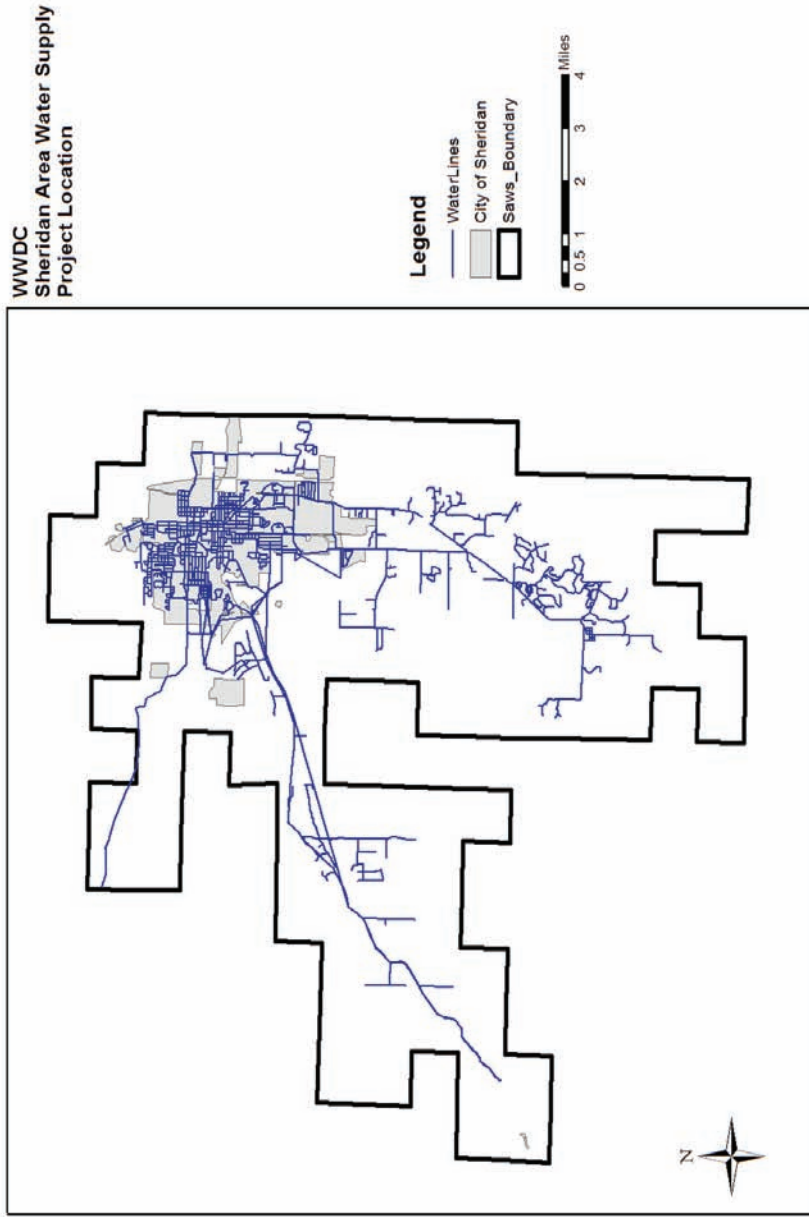 WWDC
Sheridan Area Water Supply
Project Location
Legend
WaterLines
City of Sheridan
Saws_Boundary
0 0.5 1 2 3 4
Miles
N